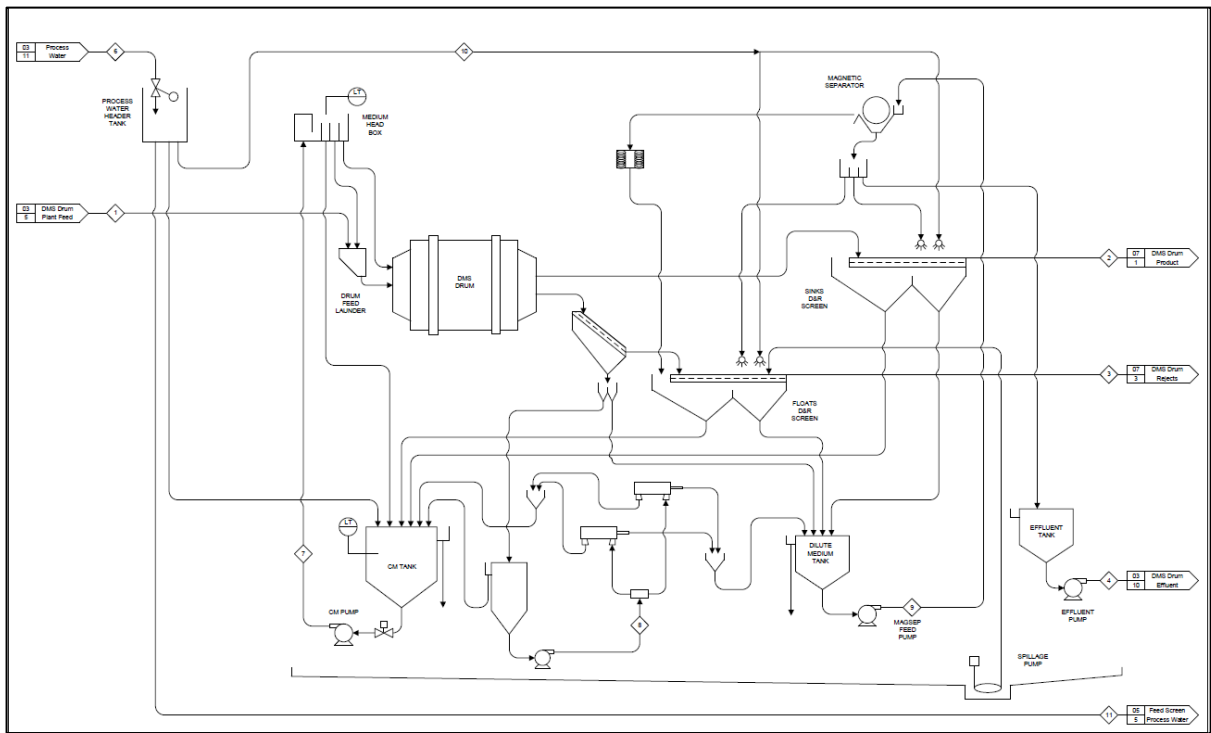 03 Process
11 Water
6
10
PROCESS
WATER
HEADER
TANK
LT
MEDIUM
HEAD
BOX
MAGNETIC
SEPARATOR
03 DMS Drum
Plant Feed
1
DRUM
FEED
LAUNDER
DMS
DRUM
SINKS
D&R
SCREEN
2
07 DMS Drum
1 Product
FLOATS
D&R
SCREEN
3
07 DMS Drum
3 Rejects
LT
CM TANK
7
CM PUMP
8
DILUTE
MEDIUM
TANK
9
MAGSEP
FEED
PUMP
EFFLUENT
TANK
4
03 DMS Drum
10 Effluent
EFFLUENT
PUMP
SPILLAGE
PUMP
11
05 Feed Screen
5 Process Water